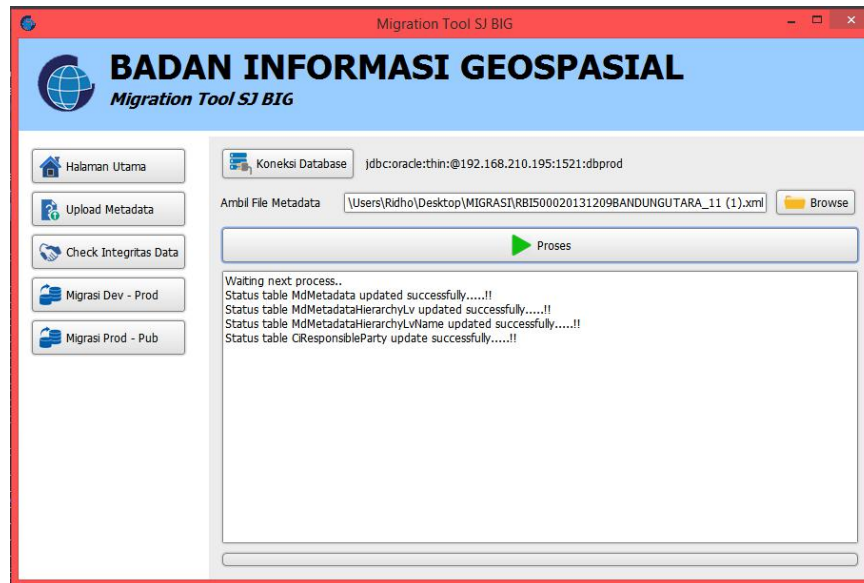 Migration Tool SJ BIG
BADAN INFORMASI GEOSPASIAL
Migration Tool SJ BIG
Halaman Utama
Upload Metadata
Check Integritas Data
Migrasi Dev - Prod
Migrasi Prod - Pub
Koneksi Database jdbc:oracle:thin:@192.168.210.195:1521:dbprod
Ambil File Metadata \Users\Ridho\Desktop\MIGRASI\RBI500020131209BANDUNGUTARA_11 (1).xml Browse
Proses
Waiting next process..
Status table MdMetadata updated successfully.....!!
Status table MdMetadataHierarchyLv updated successfully.....!!
Status table MdMetadataHierarchyLvName updated successfully.....!!
Status table CiResponsibleParty update successfully.....!!